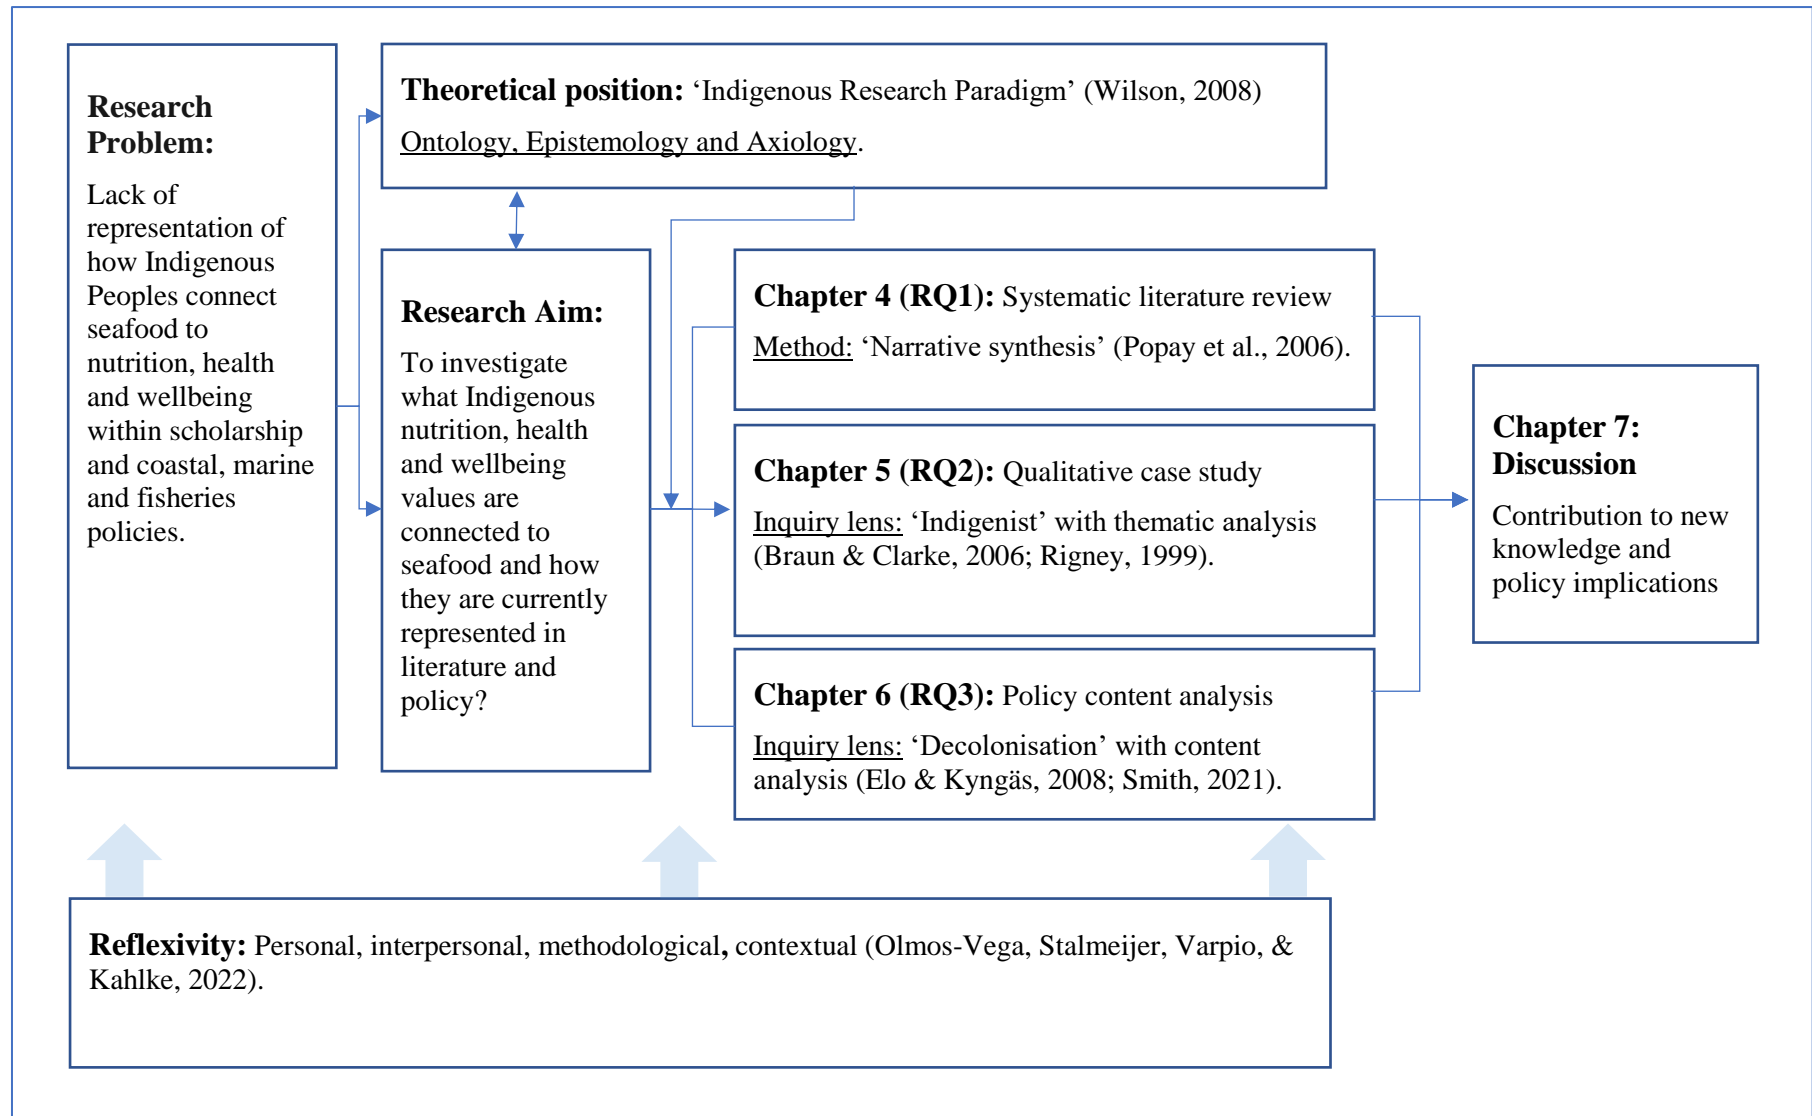 Research
Problem:
Lack of
representation of
how Indigenous
Peoples connect
seafood to
nutrition, health
and wellbeing
within scholarship
and coastal, marine
and fisheries
policies.
Theoretical position: ‘Indigenous Research Paradigm’ (Wilson, 2008)
Ontology, Epistemology and Axiology.
Research Aim:
To investigate
what Indigenous
nutrition, health
and wellbeing
values are
connected to
seafood and how
they are currently
represented in
literature and
policy?
Chapter 4 (RQ1): Systematic literature review
Method: ‘Narrative synthesis’ (Popay et al., 2006).
Chapter 5 (RQ2): Qualitative case study
Inquiry lens: ‘Indigenist’ with thematic analysis
(Braun & Clarke, 2006; Rigney, 1999).
Chapter 6 (RQ3): Policy content analysis
Inquiry lens: ‘Decolonisation’ with content
analysis (Elo & Kyngäs, 2008; Smith, 2021).
Chapter 7:
Discussion
Contribution to new
knowledge and
policy implications
Reflexivity: Personal, interpersonal, methodological, contextual (Olmos-Vega, Stalmeijer, Varpio, &
Kahlke, 2022).